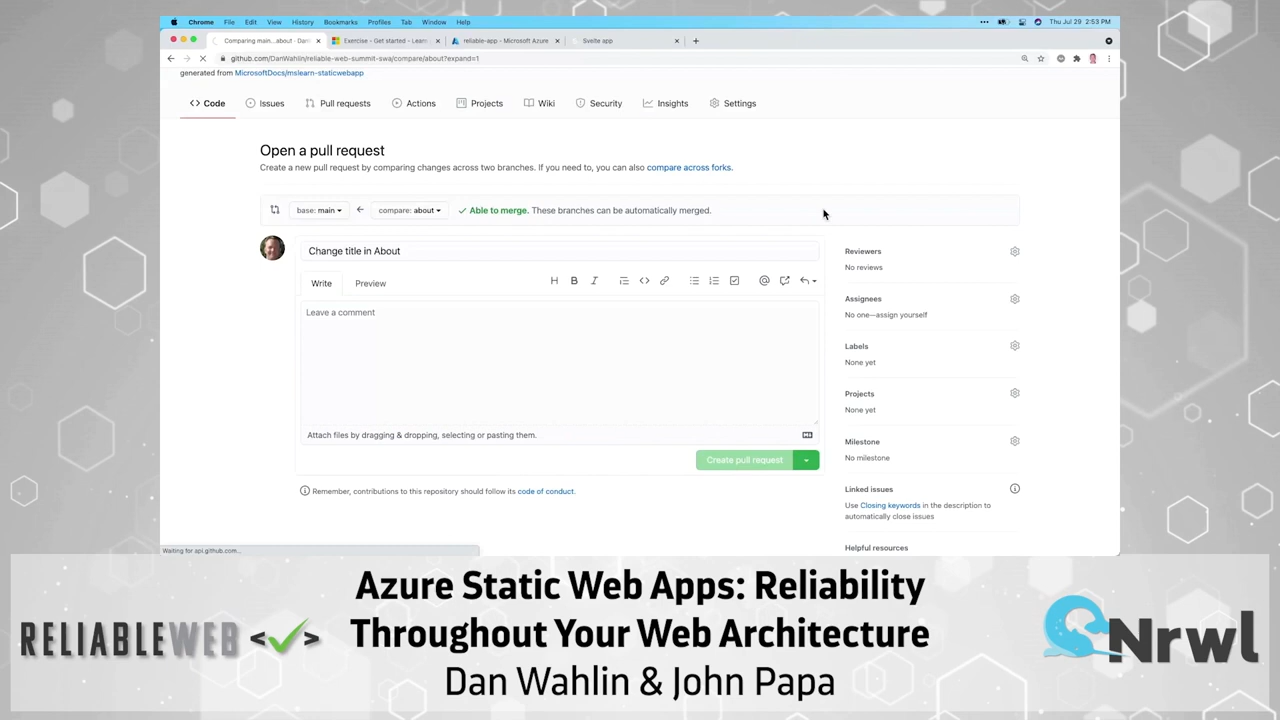 Chrome File Edit View History Bookmarks Profiles Tab Window Help
Thu Jul 29 2:53 PM
Comparing main...about · Dan
Exercise - Get started - Learn
reliable-app - Microsoft Azure
Svelte app
github.com/DanWahlin/reliable-web-summit-swa/compare/about?expand=1
generated from MicrosoftDocs/mslearn-staticwebapp
Code Issues Pull requests Actions Projects Wiki Security Insights Settings
Open a pull request
Create a new pull request by comparing changes across two branches. If you need to, you can also compare across forks.
base: main compare: about Able to merge. These branches can be automatically merged.
Change title in About
Write Preview
Leave a comment
Attach files by dragging & dropping, selecting or pasting them.
Create pull request
Remember, contributions to this repository should follow its code of conduct.
Reviewers
No reviews
Assignees
No one—assign yourself
Labels
None yet
Projects
None yet
Milestone
No milestone
Linked issues
Use Closing keywords in the description to
automatically close issues
Helpful resources
Waiting for api.github.com...
RELIABLEWEB
Azure Static Web Apps: Reliability
Throughout Your Web Architecture
Dan Wahlin & John Papa
Nrwl